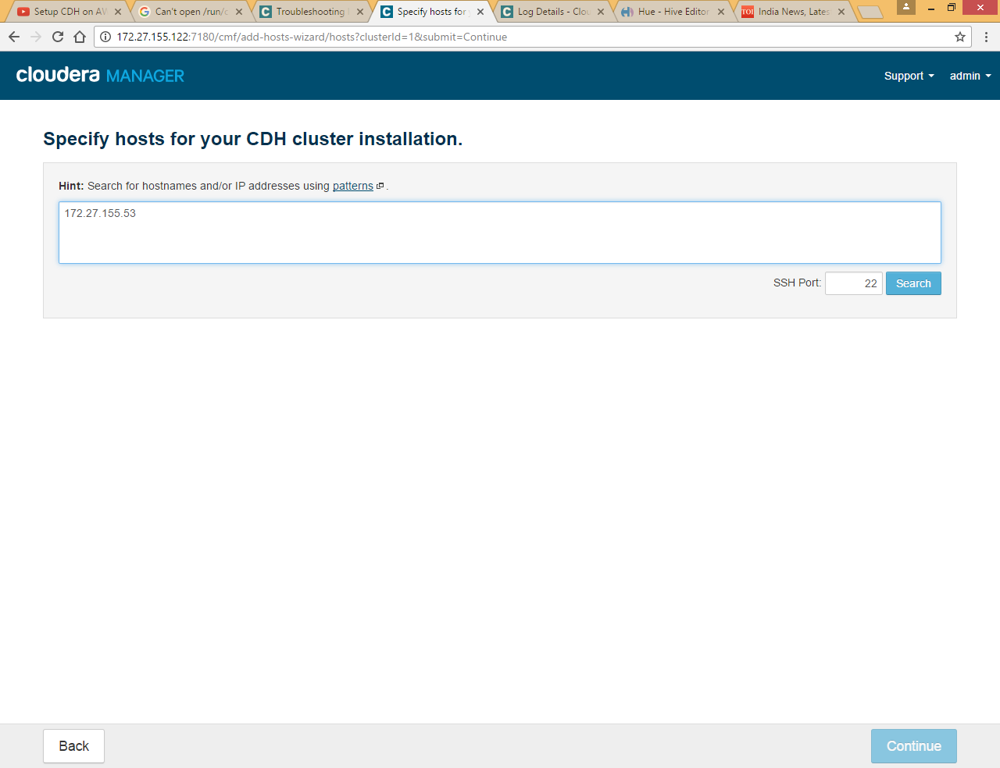 Setup CDH on AW
Can't open /run/c
Troubleshooting
Specify hosts for
Log Details - Clou
Hue - Hive Editor
TOI India News, Lates
172.27.155.122:7180/cmf/add-hosts-wizard/hosts?clusterId=1&submit=Continue
cloudera MANAGER
Support
admin
Specify hosts for your CDH cluster installation.
Hint: Search for hostnames and/or IP addresses using patterns .
172.27.155.53
SSH Port: 22 Search
Back
Continue